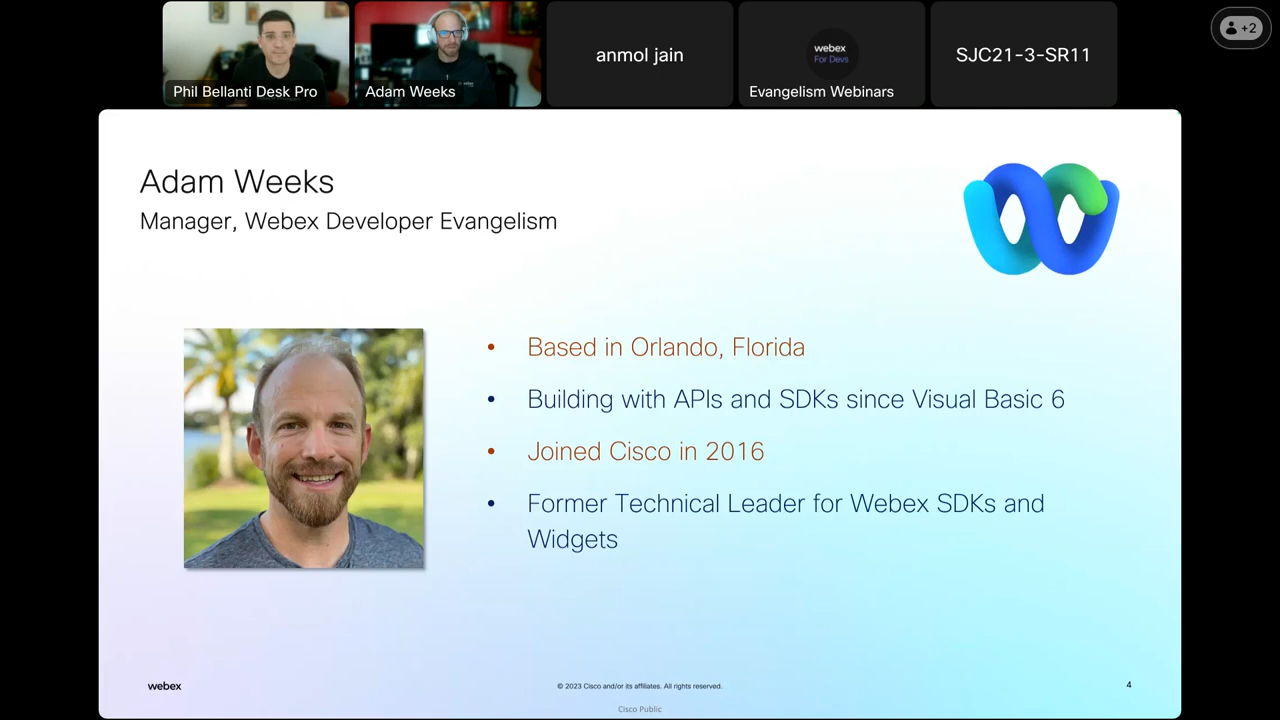 Phil Bellanti Desk Pro
Adam Weeks
anmol jain
webex
For Devs
Evangelism Webinars
SJC21-3-SR11
+2
Adam Weeks
Manager, Webex Developer Evangelism
• Based in Orlando, Florida
• Building with APIs and SDKs since Visual Basic 6
• Joined Cisco in 2016
• Former Technical Leader for Webex SDKs and
Widgets
webex
© 2023 Cisco and/or its affiliates. All rights reserved.
4
Cisco Public